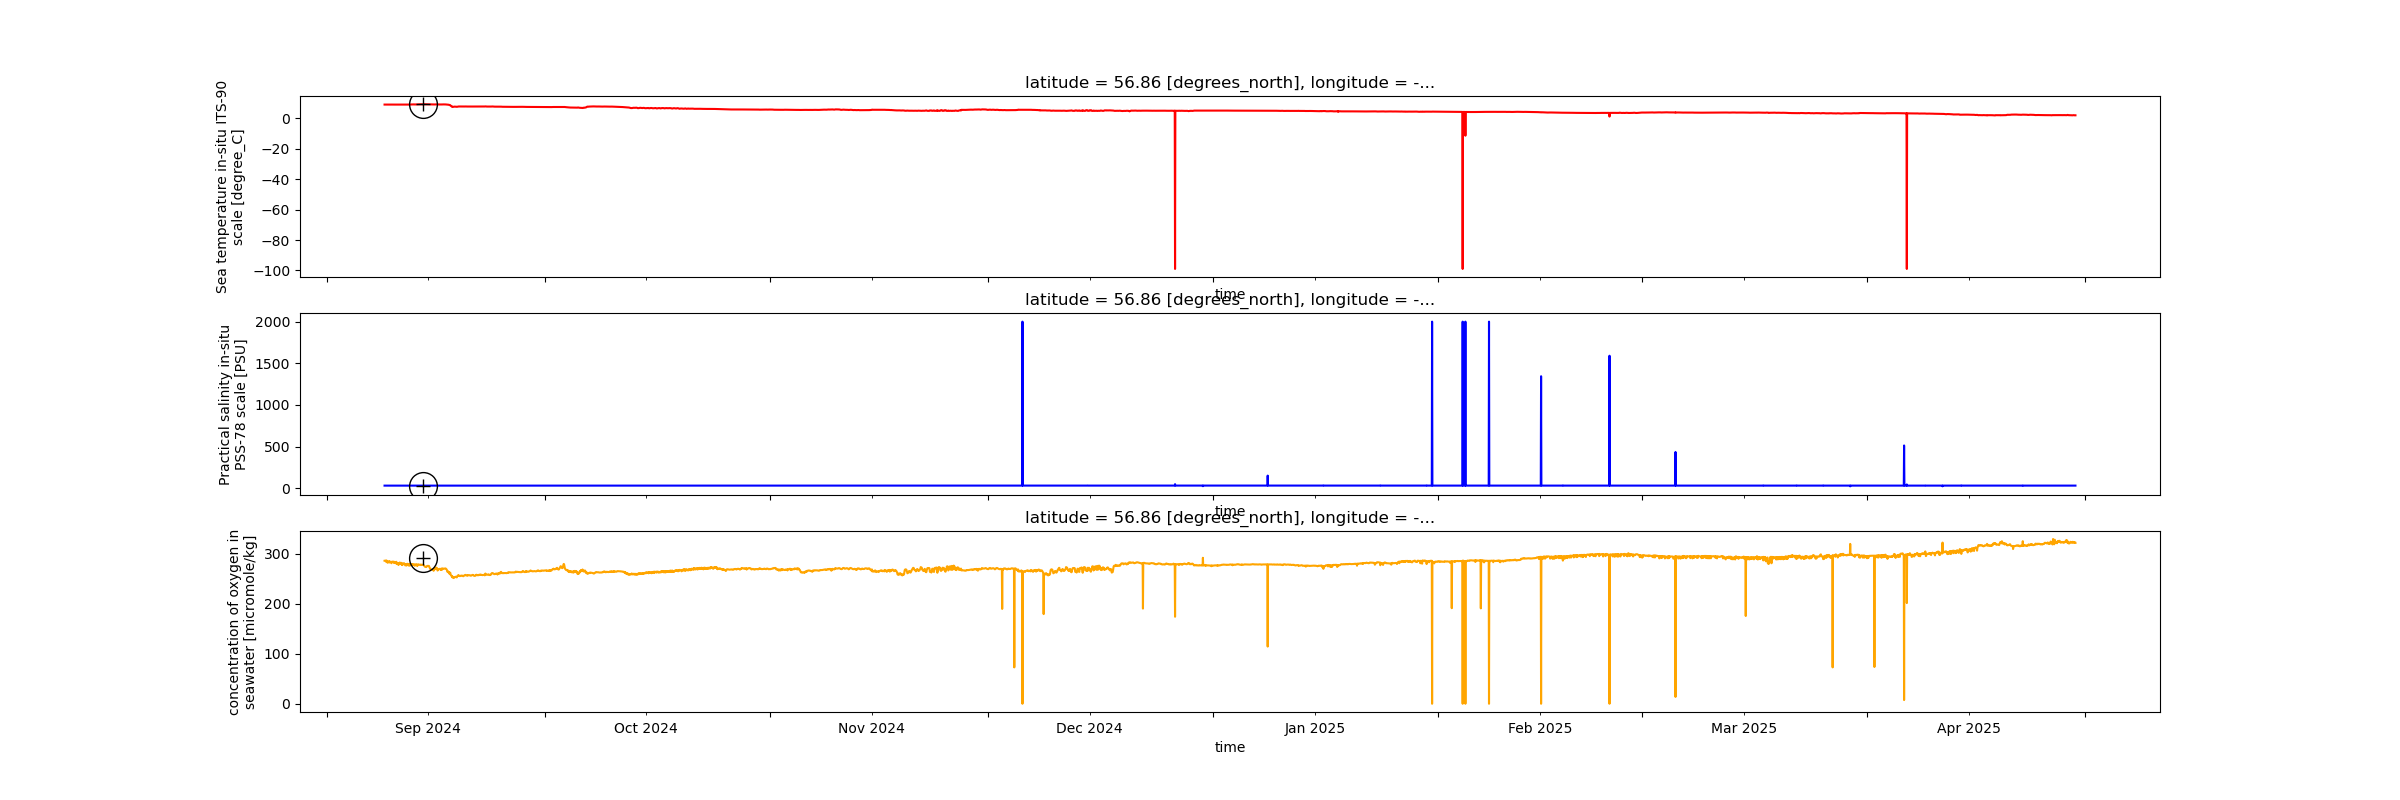 latitude = 56.86 [degrees_north], longitude = -...
Sea temperature in-situ ITS-90
scale [degree_C]
0
−20
−40
−60
−80
−100
time
latitude = 56.86 [degrees_north], longitude = -...
Practical salinity in-situ
PSS-78 scale [PSU]
2000
1500
1000
500
0
time
latitude = 56.86 [degrees_north], longitude = -...
concentration of oxygen in
seawater [micromole/kg]
300
200
100
0
Sep 2024 Oct 2024 Nov 2024 Dec 2024 Jan 2025 Feb 2025 Mar 2025 Apr 2025
time